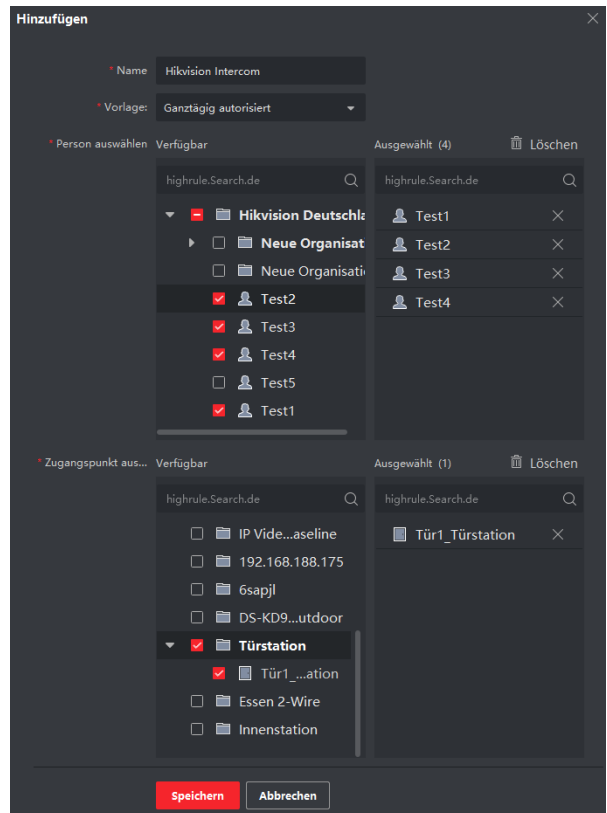 Hinzufügen
* Name Hikvision Intercom
* Vorlage: Ganztägig autorisiert
* Person auswählen Verfügbar Ausgewählt (4) Löschen
highrule.Search.de highrule.Search.de
Hikvision Deutschla Test1
Neue Organisat Test2
Neue Organisati Test3
Test2 Test4
Test3
Test4
Test5
Test1
* Zugangspunkt aus... Verfügbar Ausgewählt (1) Löschen
highrule.Search.de highrule.Search.de
IP Vide...aseline Tür1_Türstation
192.168.188.175
6sapjl
DS-KD9...utdoor
Türstation
Tür1_...ation
Essen 2-Wire
Innenstation
Speichern Abbrechen